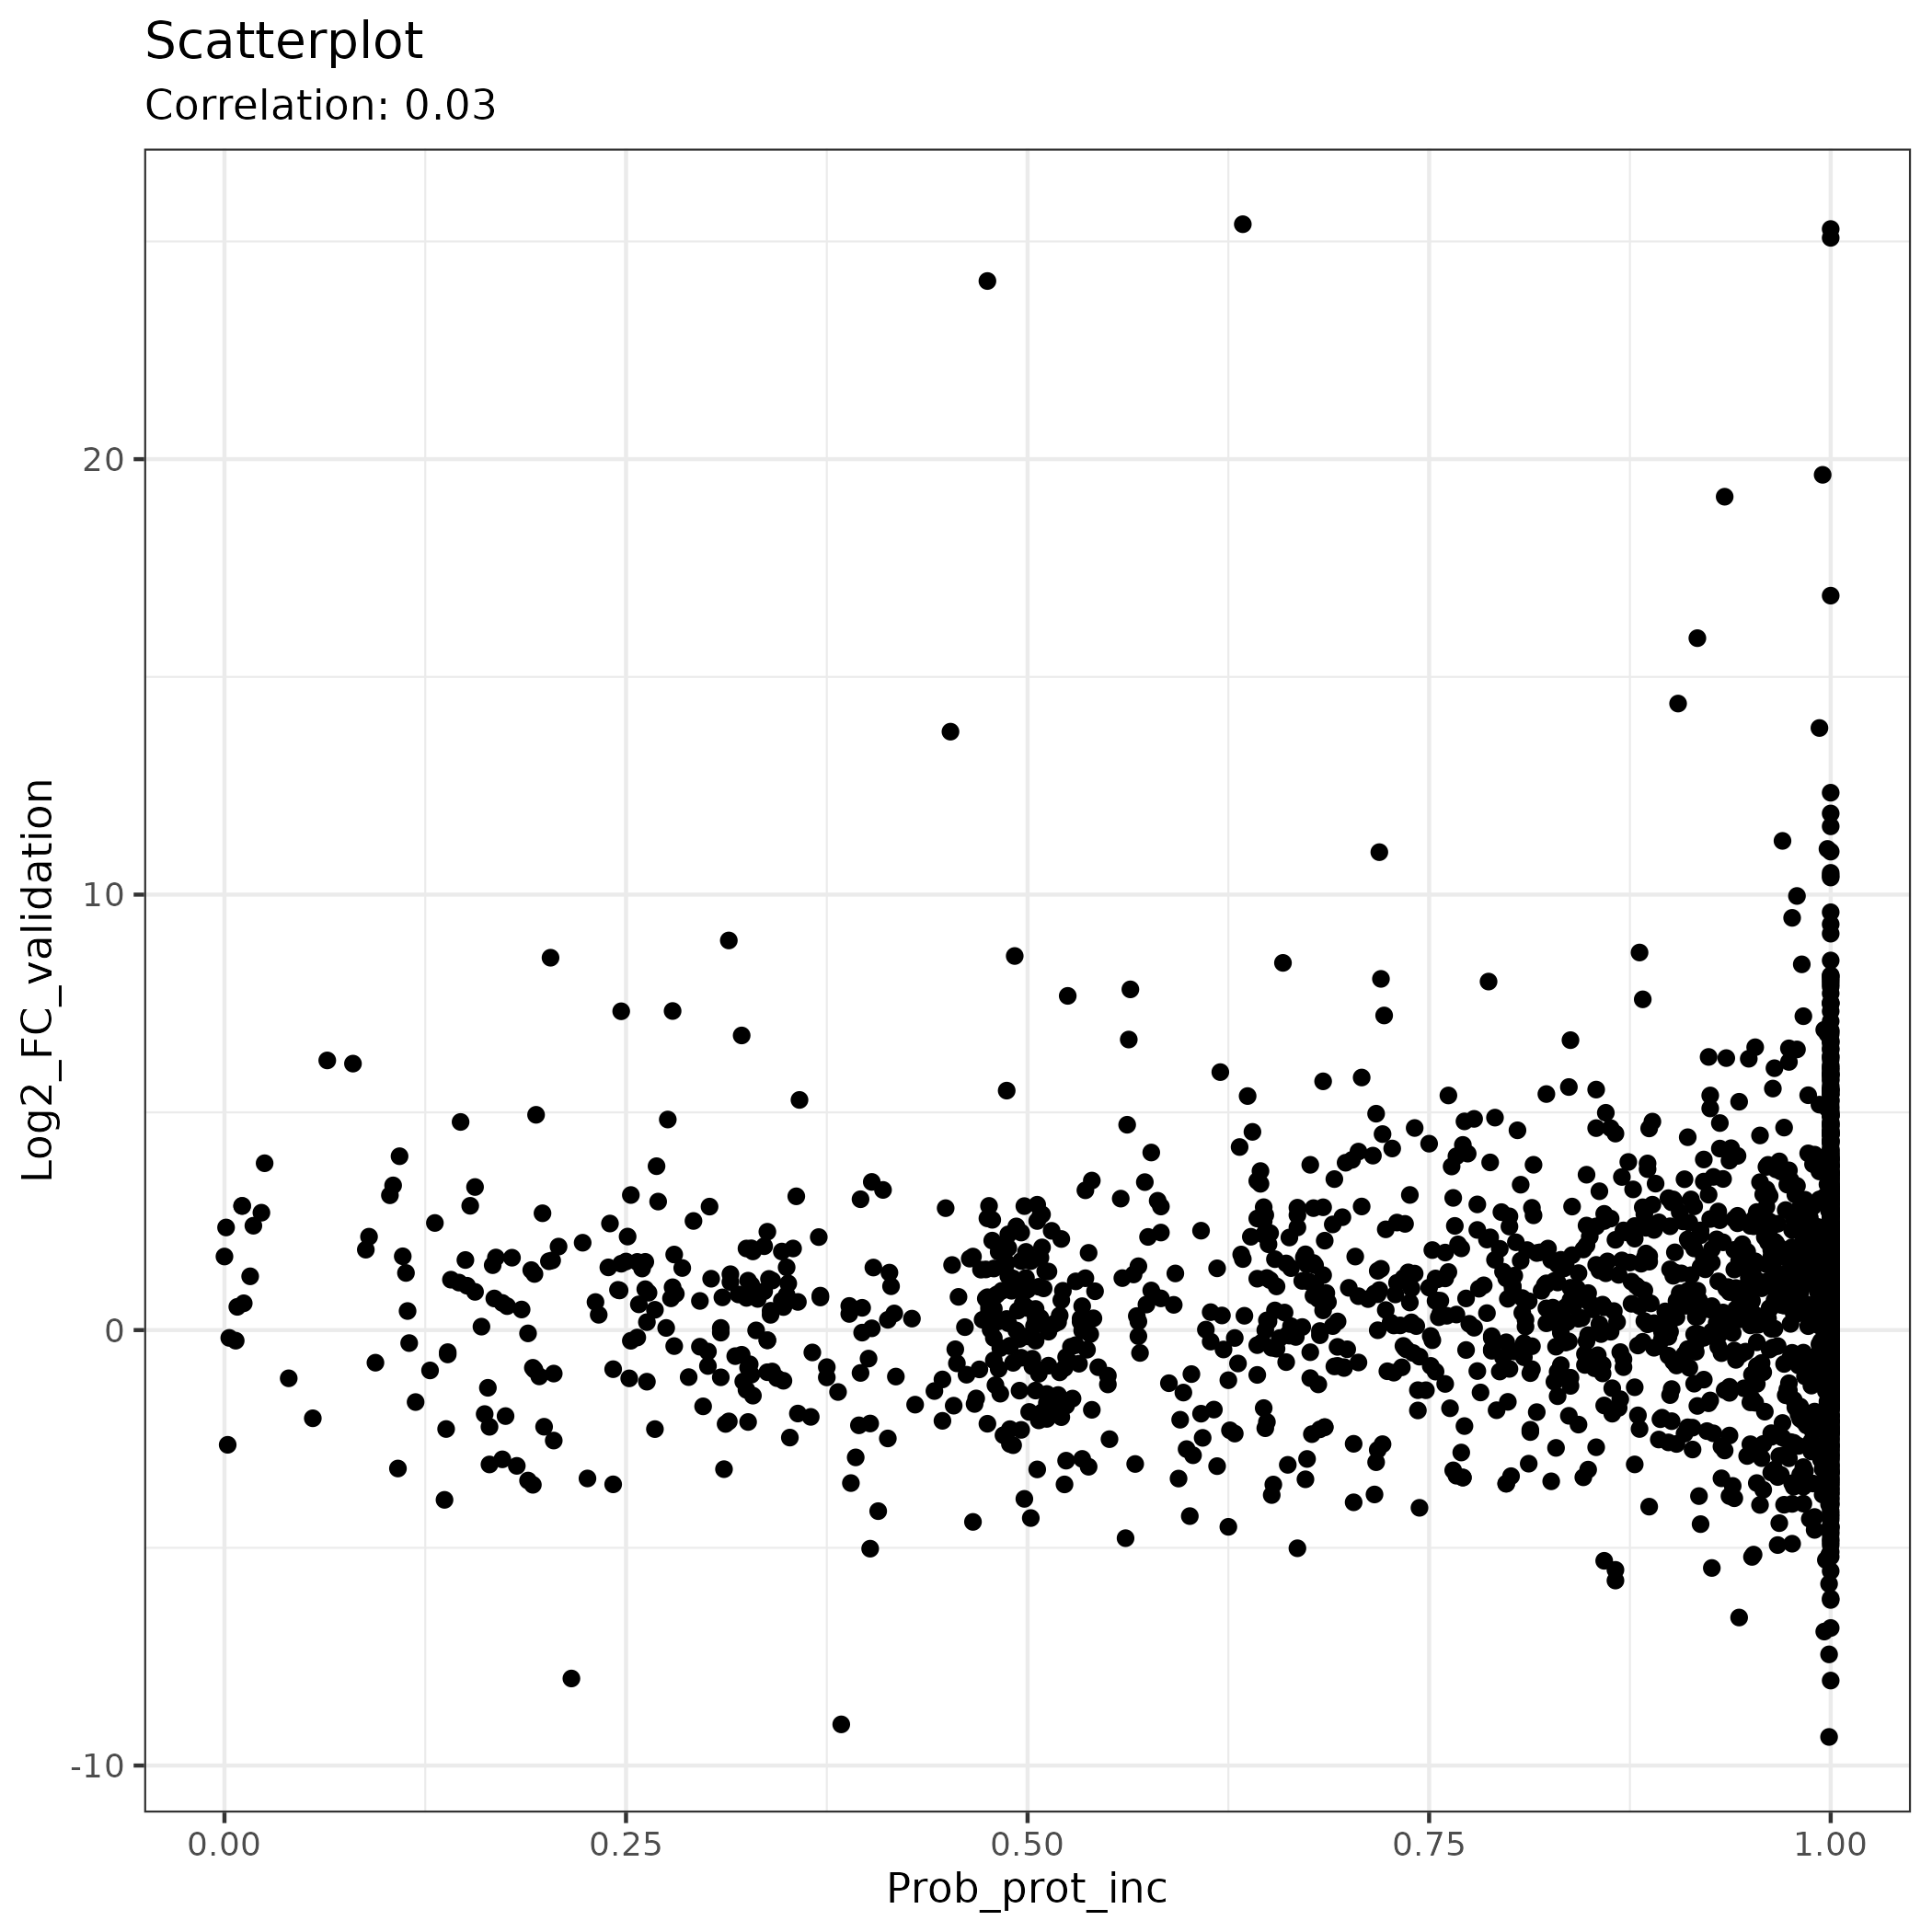 Scatterplot
Correlation: 0.03
Log2_FC_validation
20
10
0
-10
0.00 0.25 0.50 0.75 1.00
Prob_prot_inc